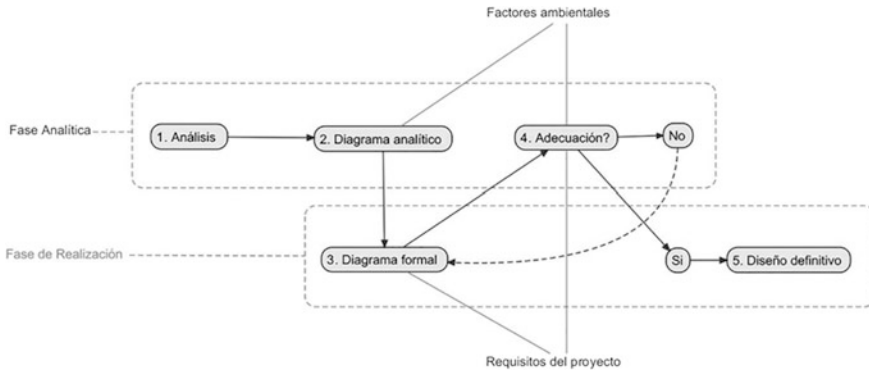 Factores ambientales
Fase Analítica
1. Análisis
2. Diagrama analítico
4. Adecuación?
No
Fase de Realización
3. Diagrama formal
Si
5. Diseño definitivo
Requisitos del proyecto